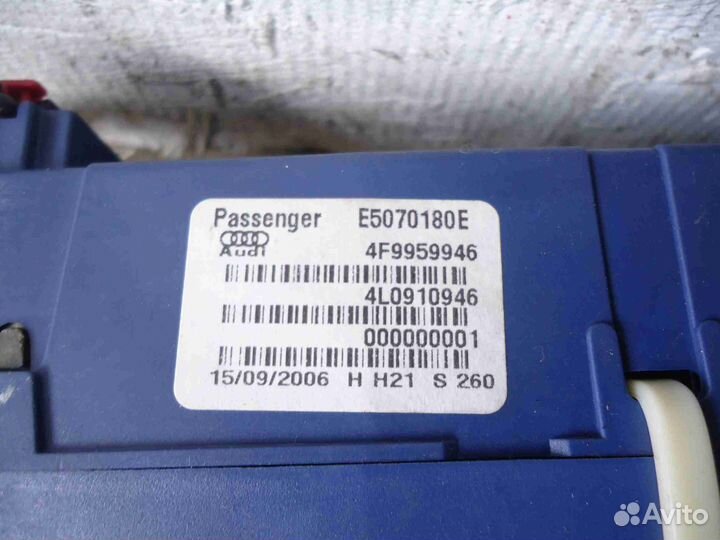 Passenger E5070180E
Audi 4F9959946
4L0910946
000000001
15/09/2006 H H21 S 260
Avito